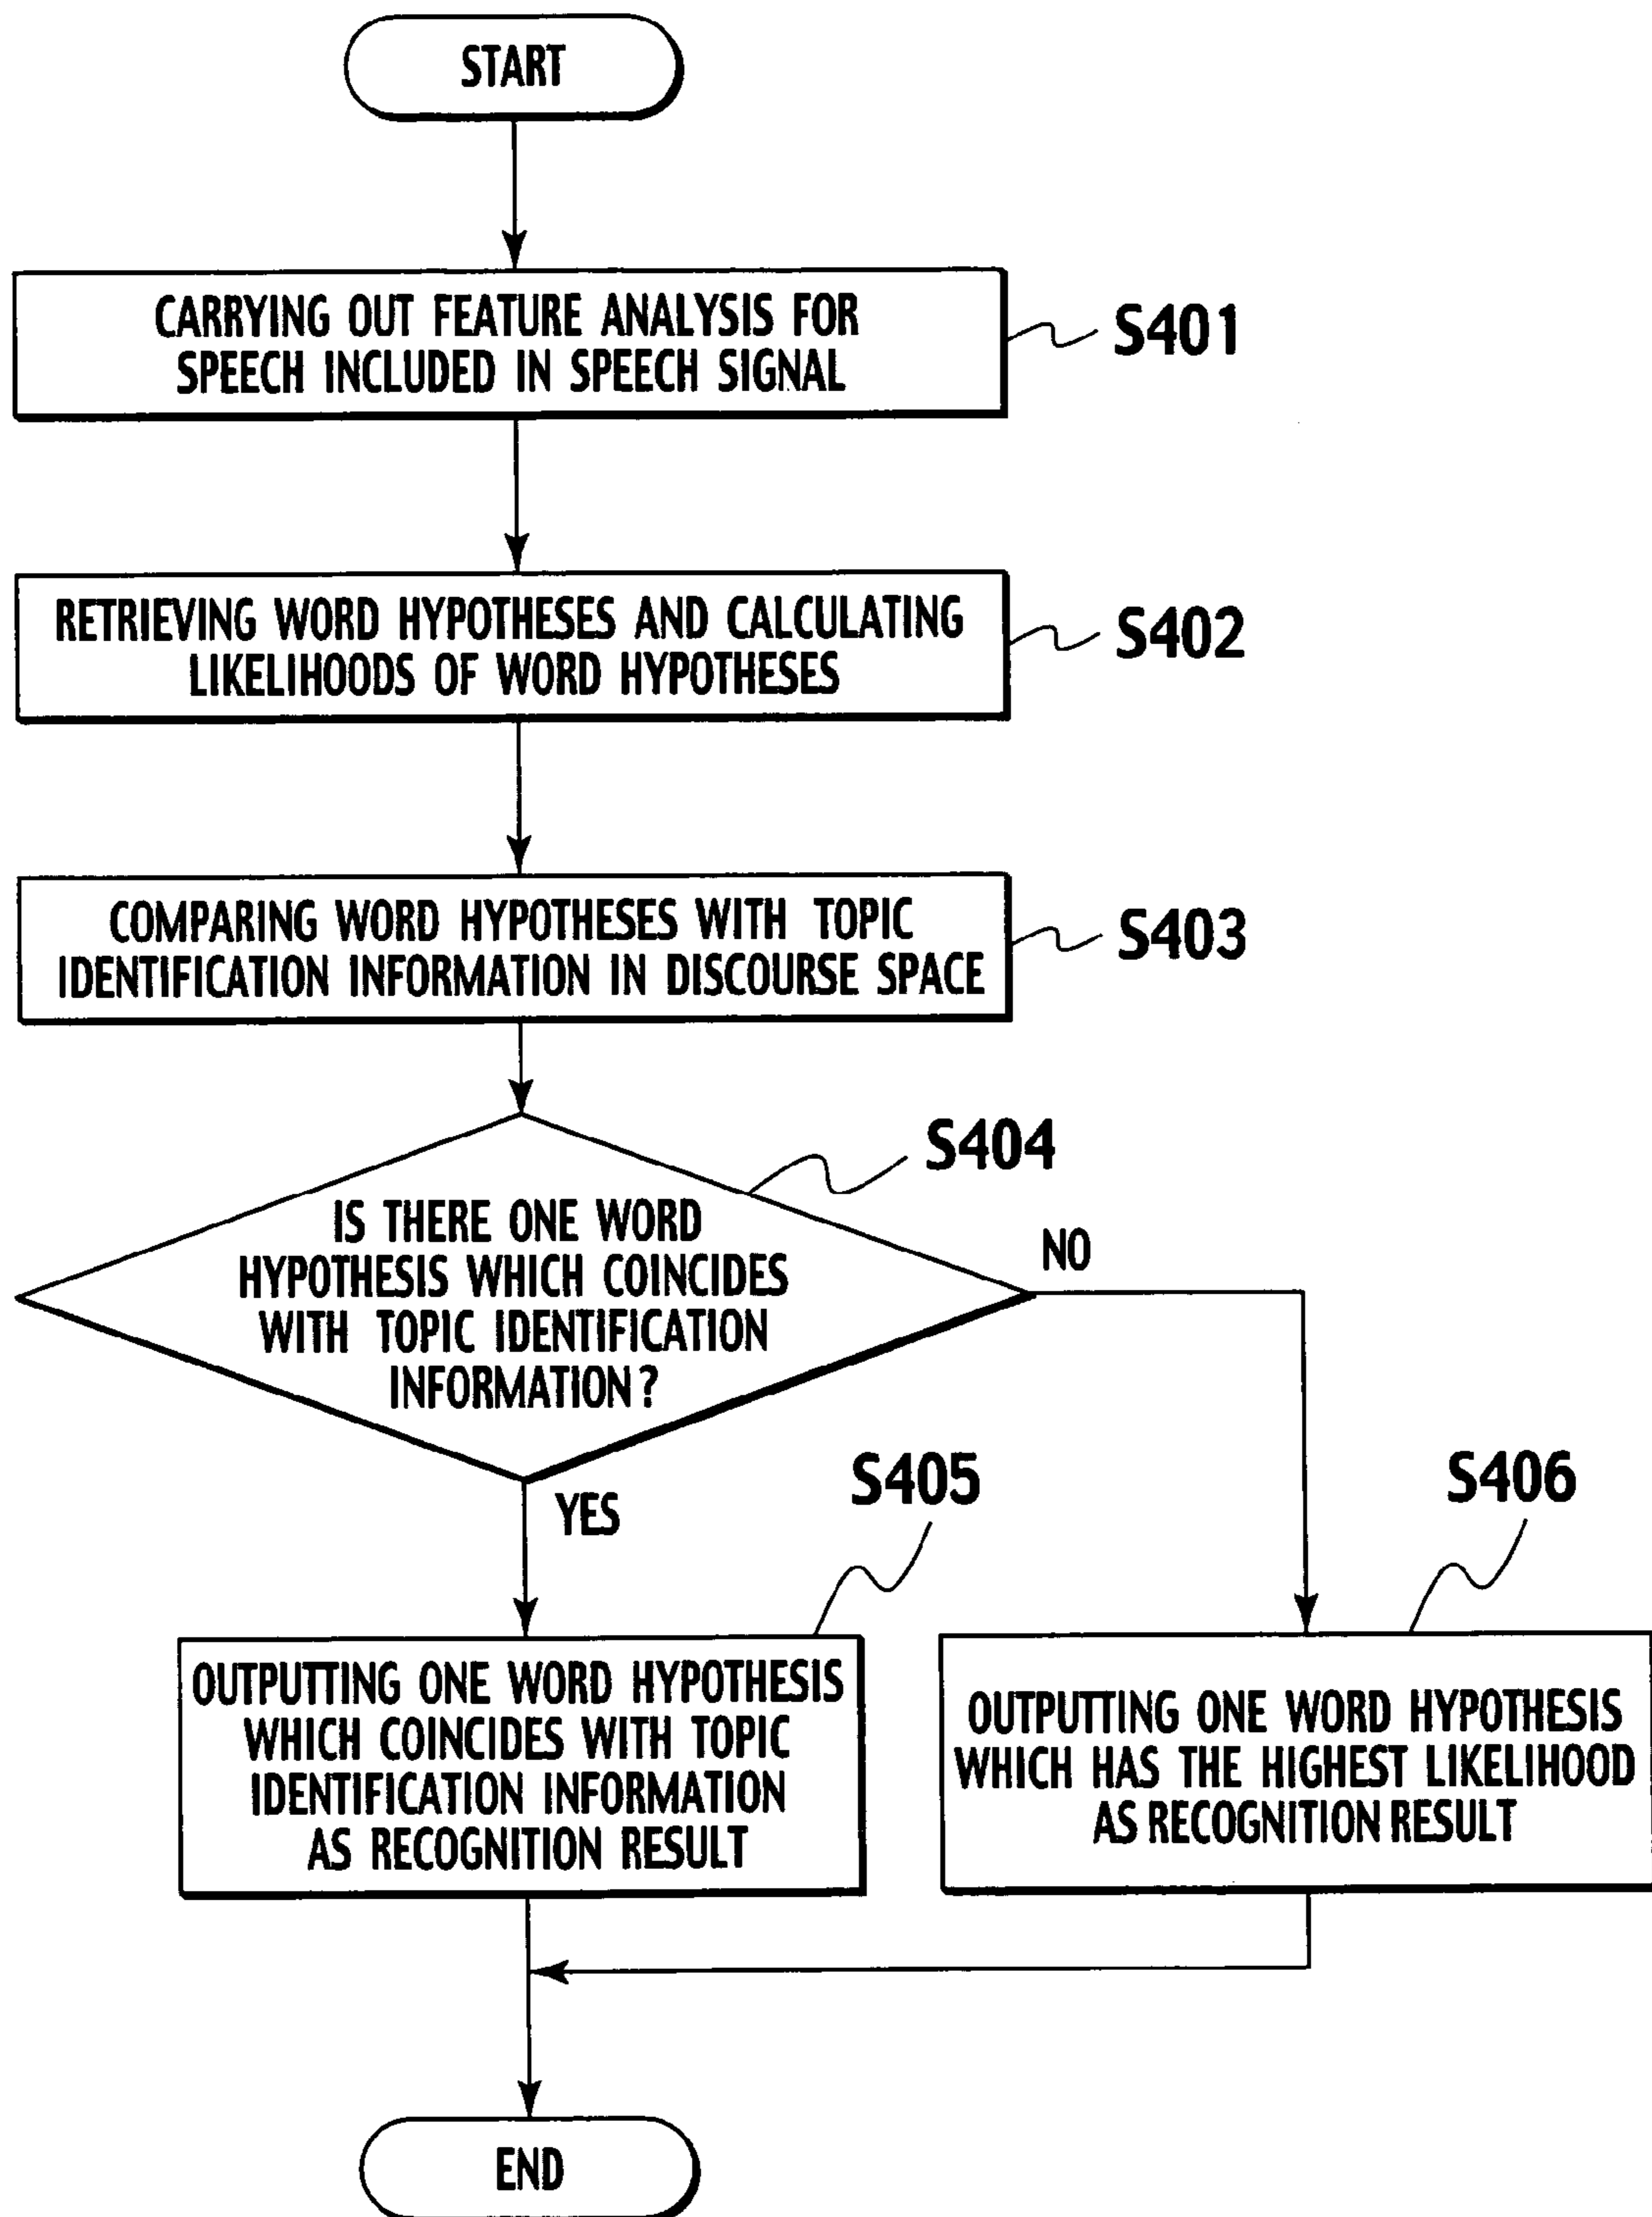 START
CARRYING OUT FEATURE ANALYSIS FOR
SPEECH INCLUDED IN SPEECH SIGNAL
S401
RETRIEVING WORD HYPOTHESES AND CALCULATING
LIKELIHOODS OF WORD HYPOTHESES
S402
COMPARING WORD HYPOTHESES WITH TOPIC
IDENTIFICATION INFORMATION IN DISCOURSE SPACE
S403
S404
IS THERE ONE WORD
HYPOTHESIS WHICH COINCIDES
WITH TOPIC IDENTIFICATION
INFORMATION?
NO
YES
S405
OUTPUTTING ONE WORD HYPOTHESIS
WHICH COINCIDES WITH TOPIC
IDENTIFICATION INFORMATION
AS RECOGNITION RESULT
S406
OUTPUTTING ONE WORD HYPOTHESIS
WHICH HAS THE HIGHEST LIKELIHOOD
AS RECOGNITION RESULT
END